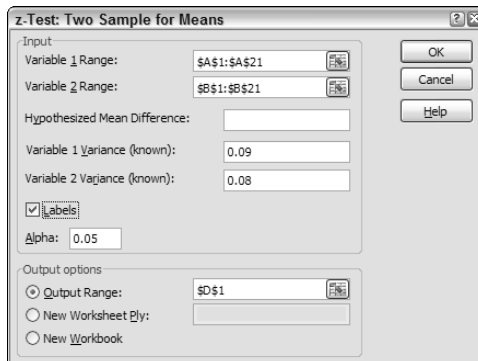 z-Test: Two Sample for Means
Input
Variable 1 Range: $A$1:$A$21
Variable 2 Range: $B$1:$B$21
Hypothesized Mean Difference:
Variable 1 Variance (known): 0.09
Variable 2 Variance (known): 0.08
Labels
Alpha: 0.05
Output options
Output Range: $D$1
New Worksheet Ply:
New Workbook
OK
Cancel
Help